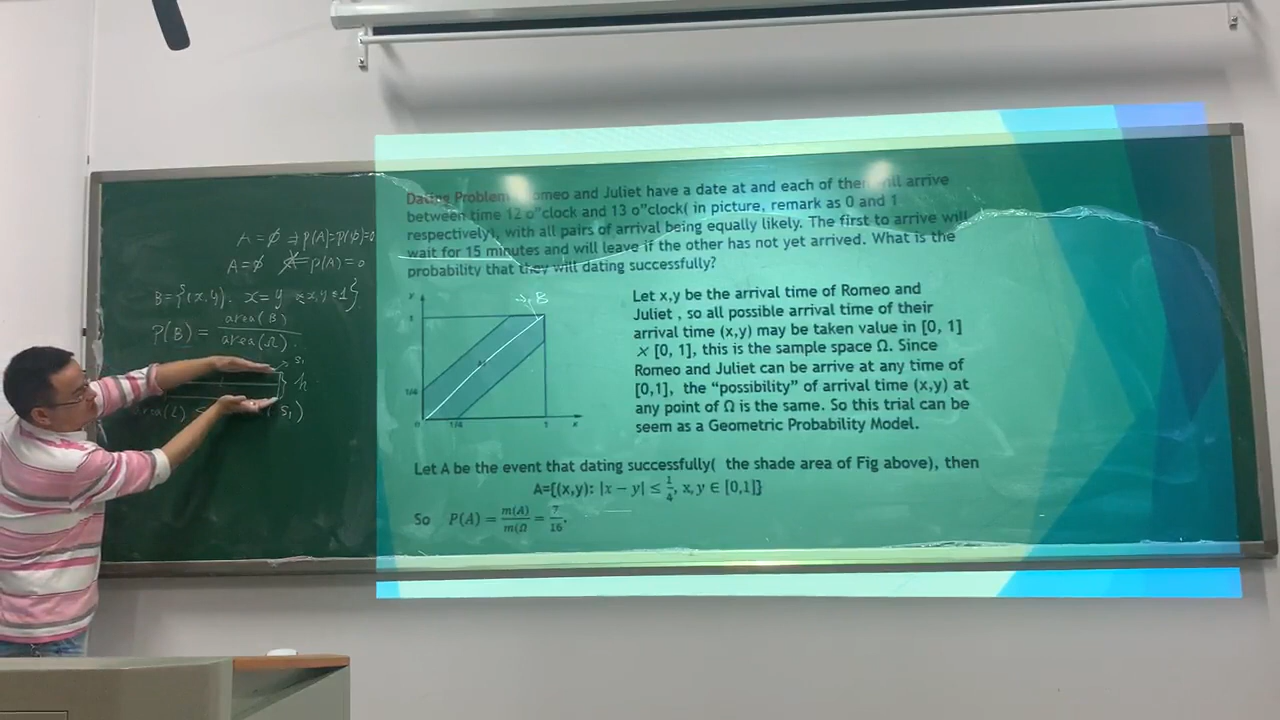 A = ∅ ⇒ P(A)=P(∅)=0
A=∅ ⇍ P(A)=0
B={(x,y). x=y ≤x,y≤1}.
P(B) = area(B) / area(Ω).
S₁
h
area(L) ≤ S₁)
Dating Problem omeo and Juliet have a date at and each of them will arrive
between time 12 o"clock and 13 o"clock( in picture, remark as 0 and 1
respectively), with all pairs of arrival being equally likely. The first to arrive will
wait for 15 minutes and will leave if the other has not yet arrived. What is the
probability that they will dating successfully?
y
B
1
1/4
0 1/4 1 x
Let x,y be the arrival time of Romeo and
Juliet , so all possible arrival time of their
arrival time (x,y) may be taken value in [0, 1]
× [0, 1], this is the sample space Ω. Since
Romeo and Juliet can be arrive at any time of
[0,1], the “possibility” of arrival time (x,y) at
any point of Ω is the same. So this trial can be
seem as a Geometric Probability Model.
Let A be the event that dating successfully( the shade area of Fig above), then
A={(x,y): |x − y| ≤ 1/4, x,y ∈ [0,1]}
So P(A) = m(A)/m(Ω = 7/16.